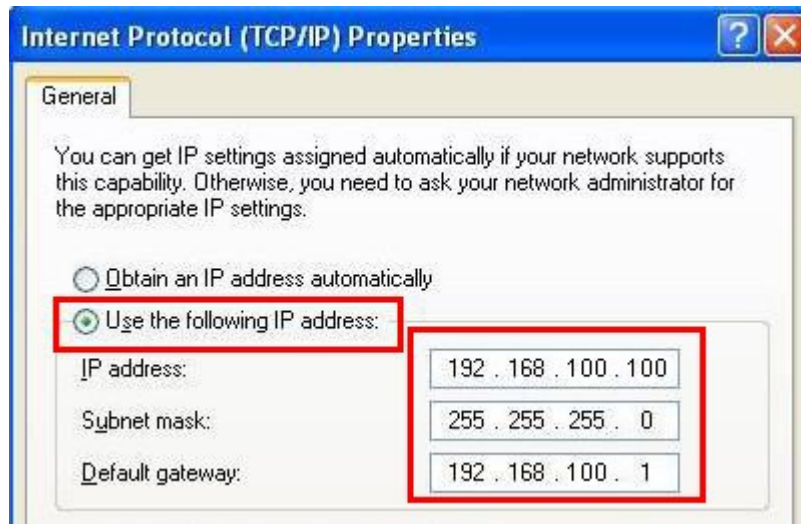 Internet Protocol (TCP/IP) Properties
General
You can get IP settings assigned automatically if your network supports
this capability. Otherwise, you need to ask your network administrator for
the appropriate IP settings.
Obtain an IP address automatically
Use the following IP address:
IP address: 192 . 168 . 100 . 100
Subnet mask: 255 . 255 . 255 . 0
Default gateway: 192 . 168 . 100 . 1